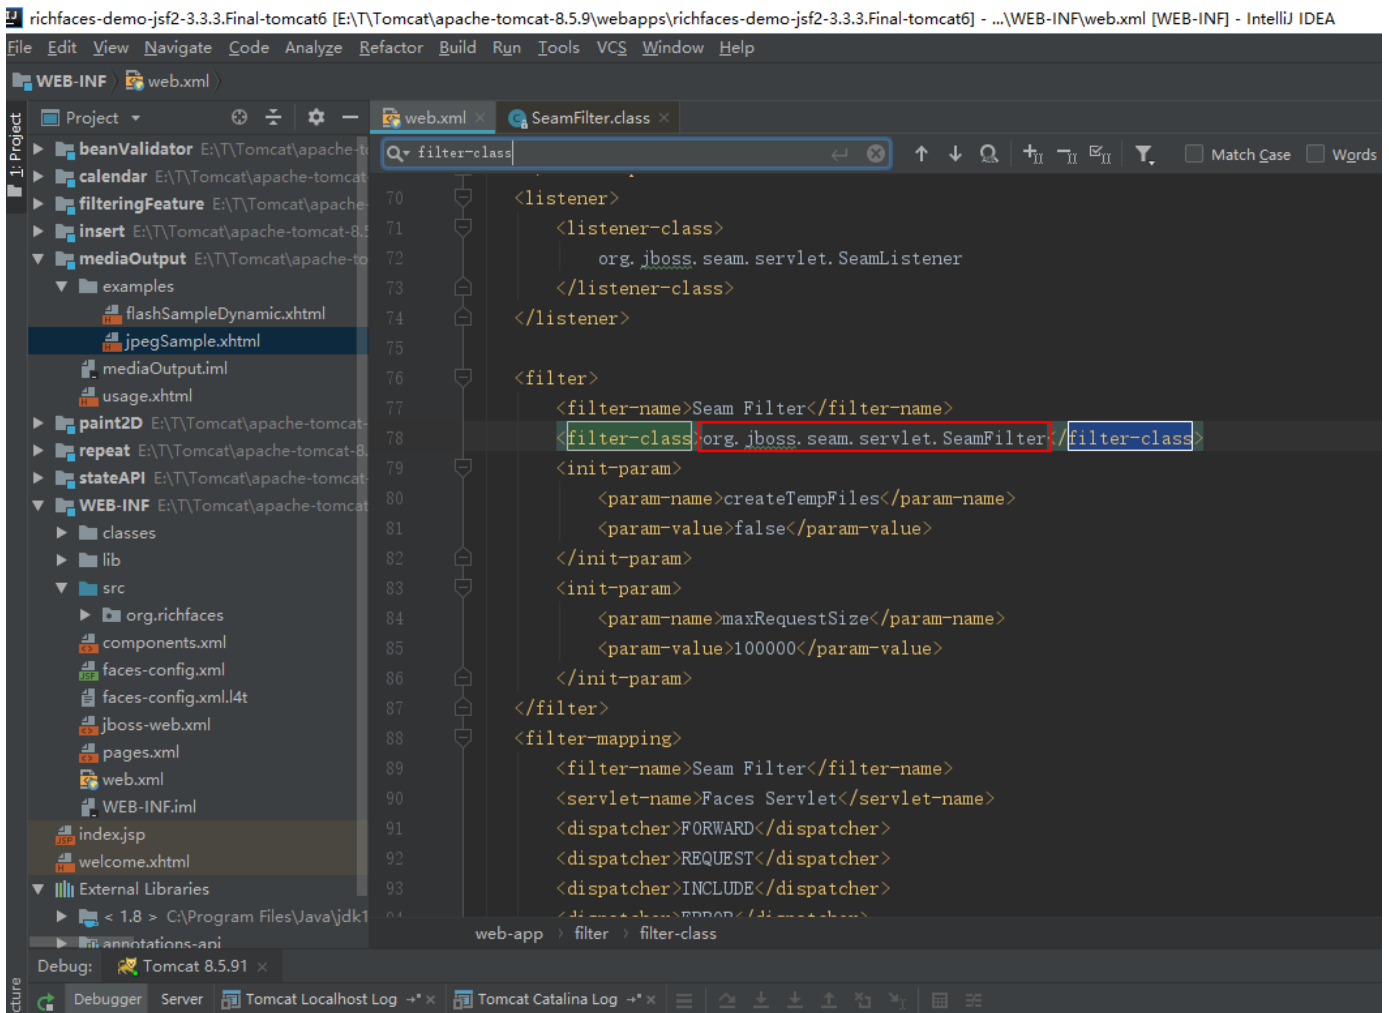 richfaces-demo-jsf2-3.3.3.Final-tomcat6 [E:\T\Tomcat\apache-tomcat-8.5.9\webapps\richfaces-demo-jsf2-3.3.3.Final-tomcat6] - ...\WEB-INF\web.xml [WEB-INF] - IntelliJ IDEA
File Edit View Navigate Code Analyze Refactor Build Run Tools VCS Window Help
WEB-INF web.xml
1: Project
Project
web.xml
SeamFilter.class
filter-class
Match Case
Words
beanValidator E:\T\Tomcat\apache-t
calendar E:\T\Tomcat\apache-tomcat
filteringFeature E:\T\Tomcat\apache-
insert E:\T\Tomcat\apache-tomcat-8.5
mediaOutput E:\T\Tomcat\apache-to
examples
flashSampleDynamic.xhtml
jpegSample.xhtml
mediaOutput.iml
usage.xhtml
paint2D E:\T\Tomcat\apache-tomcat-
repeat E:\T\Tomcat\apache-tomcat-8.
stateAPI E:\T\Tomcat\apache-tomcat-
WEB-INF E:\T\Tomcat\apache-tomcat
classes
lib
src
org.richfaces
components.xml
faces-config.xml
faces-config.xml.l4t
jboss-web.xml
pages.xml
web.xml
WEB-INF.iml
index.jsp
welcome.xhtml
External Libraries
< 1.8 > C:\Program Files\Java\jdk1
annotations-api
70 <listener>
71 <listener-class>
72 org.jboss.seam.servlet.SeamListener
73 </listener-class>
74 </listener>
75
76 <filter>
77 <filter-name>Seam Filter</filter-name>
78 <filter-class>org.jboss.seam.servlet.SeamFilter</filter-class>
79 <init-param>
80 <param-name>createTempFiles</param-name>
81 <param-value>false</param-value>
82 </init-param>
83 <init-param>
84 <param-name>maxRequestSize</param-name>
85 <param-value>100000</param-value>
86 </init-param>
87 </filter>
88 <filter-mapping>
89 <filter-name>Seam Filter</filter-name>
90 <servlet-name>Faces Servlet</servlet-name>
91 <dispatcher>FORWARD</dispatcher>
92 <dispatcher>REQUEST</dispatcher>
93 <dispatcher>INCLUDE</dispatcher>
94 <dispatcher>ERROR</dispatcher>
web-app filter filter-class
Debug: Tomcat 8.5.91
Debugger Server Tomcat Localhost Log Tomcat Catalina Log